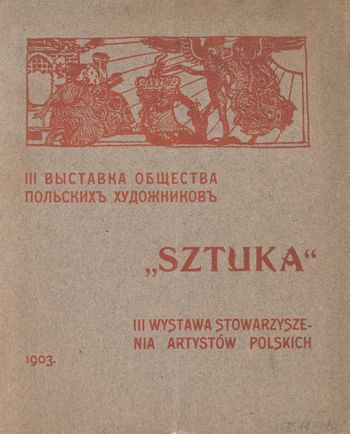 III ВЫСТАВКА ОБЩЕСТВА
ПОЛЬСКИХЪ ХУДОЖНИКОВЪ
„SZTUKA“
III WYSTAWA STOWARZYSZE-
NIA ARTYSTÓW POLSKICH
1903.